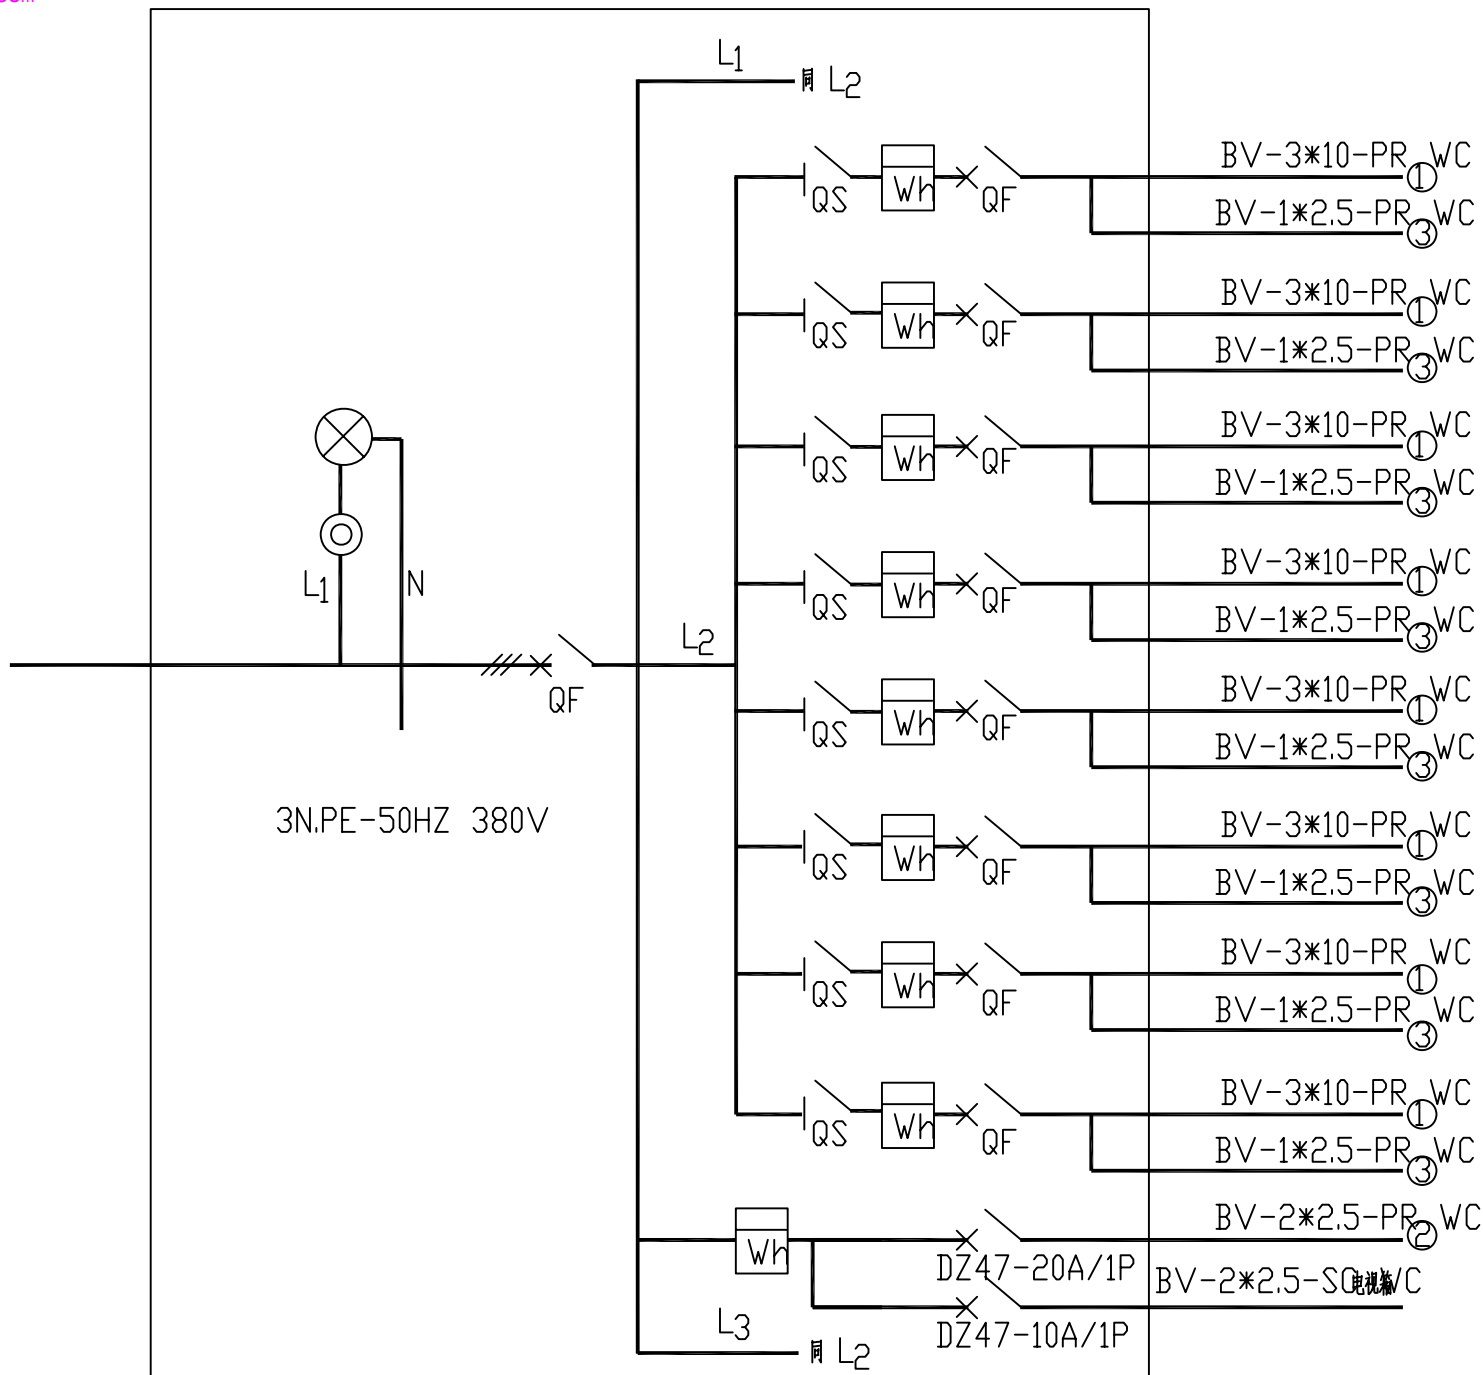 L1
同 L2
BV-3*10-PR WC
1
QS
Wh
QF
BV-1*2.5-PR WC
3
BV-3*10-PR WC
1
QS
Wh
QF
BV-1*2.5-PR WC
3
BV-3*10-PR WC
1
QS
Wh
QF
BV-1*2.5-PR WC
3
BV-3*10-PR WC
1
QS
Wh
QF
L1
N
BV-1*2.5-PR WC
3
L2
QF
BV-3*10-PR WC
1
QS
Wh
QF
BV-1*2.5-PR WC
3
3N.PE-50HZ 380V
BV-3*10-PR WC
1
QS
Wh
QF
BV-1*2.5-PR WC
3
BV-3*10-PR WC
1
QS
Wh
QF
BV-1*2.5-PR WC
3
BV-3*10-PR WC
1
QS
Wh
QF
BV-1*2.5-PR WC
3
BV-2*2.5-PR WC
2
Wh
DZ47-20A/1P
BV-2*2.5-SC WC
电视箱
L3
DZ47-10A/1P
同 L2